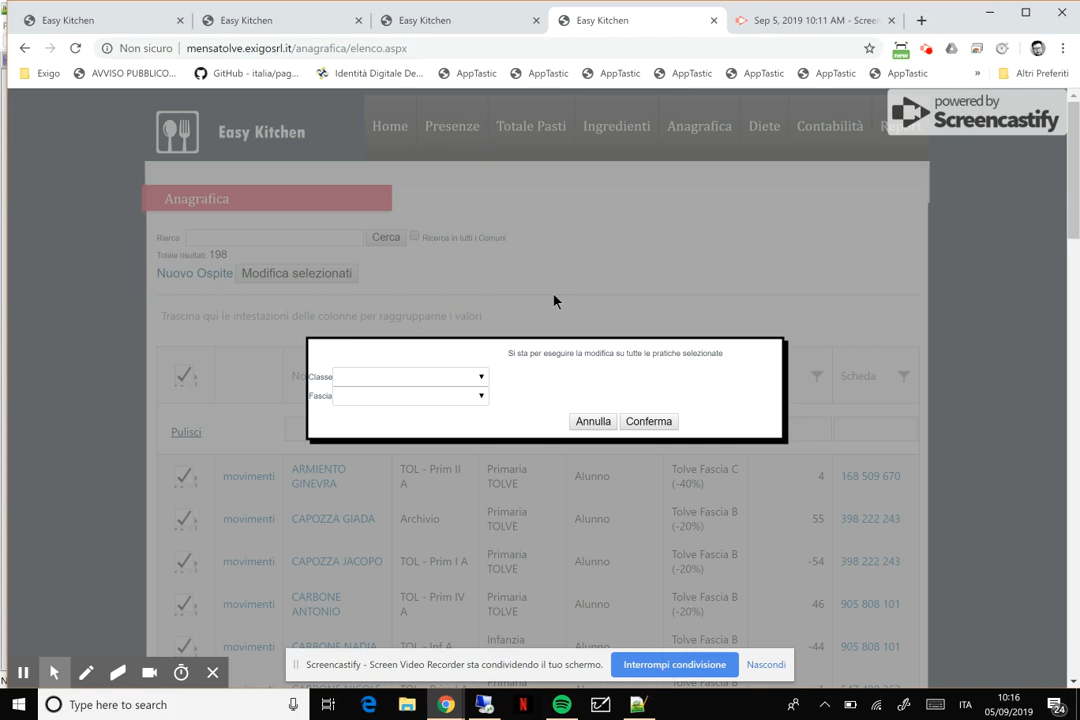 Easy Kitchen
Easy Kitchen
Easy Kitchen
Easy Kitchen
Sep 5, 2019 10:11 AM - Screen
Non sicuro mensatolve.exigosrl.it/anagrafica/elenco.aspx
new
Exigo AVVISO PUBBLICO... GitHub - italia/pag... Identità Digitale De... AppTastic AppTastic AppTastic AppTastic AppTastic AppTastic AppTastic » Altri Preferiti
powered by
Screencastify
Easy Kitchen
Home Presenze Totale Pasti Ingredienti Anagrafica Diete Contabilità Report
Anagrafica
Rierca Cerca Ricerca in tutti i Comuni
Totale risultati: 198
Nuovo Ospite Modifica selezionati
Trascina qui le intestazioni delle colonne per raggrupparne i valori
Scheda
Si sta per eseguire la modifica su tutte le pratiche selezionate
Classe
Fascia
Annulla Conferma
Pulisci
movimenti ARMIENTO GINEVRA TOL - Prim II A Primaria TOLVE Alunno Tolve Fascia C (-40%) 4 168 509 670
movimenti CAPOZZA GIADA Archivio Primaria TOLVE Alunno Tolve Fascia B (-20%) 55 398 222 243
movimenti CAPOZZA JACOPO TOL - Prim I A Primaria TOLVE Alunno Tolve Fascia B (-20%) -54 398 222 243
movimenti CARBONE ANTONIO TOL - Prim IV A Primaria TOLVE Alunno Tolve Fascia B (-20%) 46 905 808 101
movimenti CARBONE NADIA TOL - Inf A Infanzia Tolve Fascia B -44 905 808 101
Screencastify - Screen Video Recorder sta condividendo il tuo schermo. Interrompi condivisione Nascondi
Type here to search
ITA
10:16
05/09/2019
24